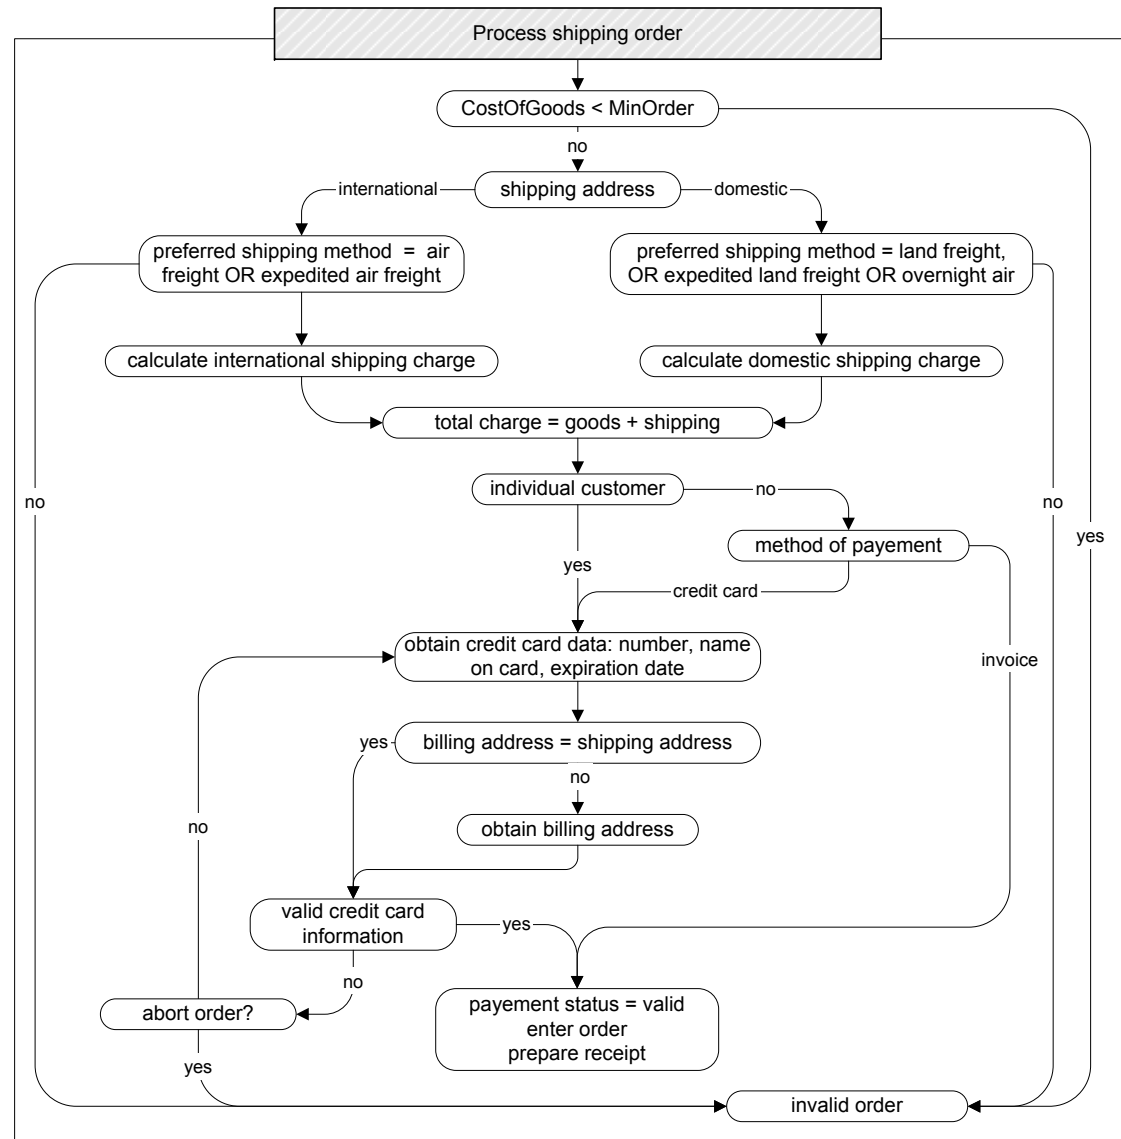 Process shipping order
CostOfGoods < MinOrder
no
international
shipping address
domestic
preferred shipping method = air
freight OR expedited air freight
preferred shipping method = land freight,
OR expedited land freight OR overnight air
calculate international shipping charge
calculate domestic shipping charge
total charge = goods + shipping
individual customer
no
no
no
yes
method of payement
yes
credit card
obtain credit card data: number, name
on card, expiration date
invoice
yes
billing address = shipping address
no
no
obtain billing address
valid credit card
information
yes
no
abort order?
payement status = valid
enter order
prepare receipt
yes
invalid order